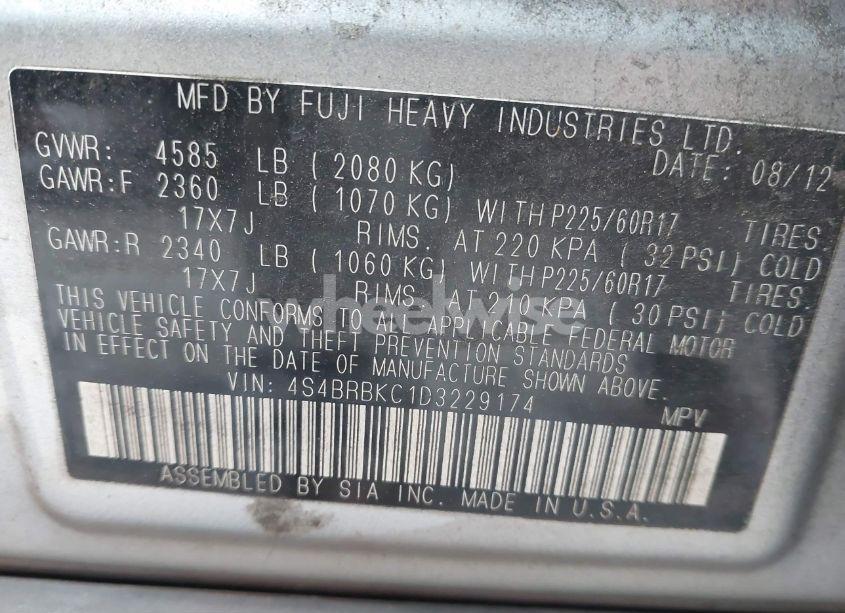 MFD BY FUJI HEAVY INDUSTRIES LTD.
GVWR: 4585 LB ( 2080 KG) DATE: 08/12
GAWR:F 2360 LB ( 1070 KG) WITH P225/60R17 TIRES.
17X7J RIMS. AT 220 KPA ( 32 PSI) COLD
GAWR:R 2340 LB ( 1060 KG) WITH P225/60R17 TIRES.
17X7J RIMS. AT 210 KPA ( 30 PSI) COLD
THIS VEHICLE CONFORMS TO ALL APPLICABLE FEDERAL MOTOR
VEHICLE SAFETY AND THEFT PREVENTION STANDARDS
IN EFFECT ON THE DATE OF MANUFACTURE SHOWN ABOVE.
wheelwise
VIN: 4S4BRBKC1D3229174 MPV
ASSEMBLED BY SIA INC. MADE IN U.S.A.